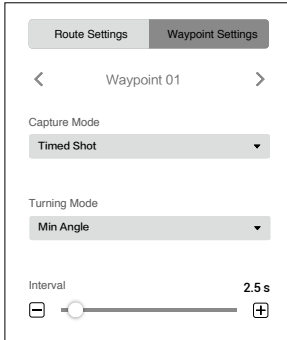 Route Settings Waypoint Settings
Waypoint 01
Capture Mode
Timed Shot
Turning Mode
Min Angle
Interval 2.5 s